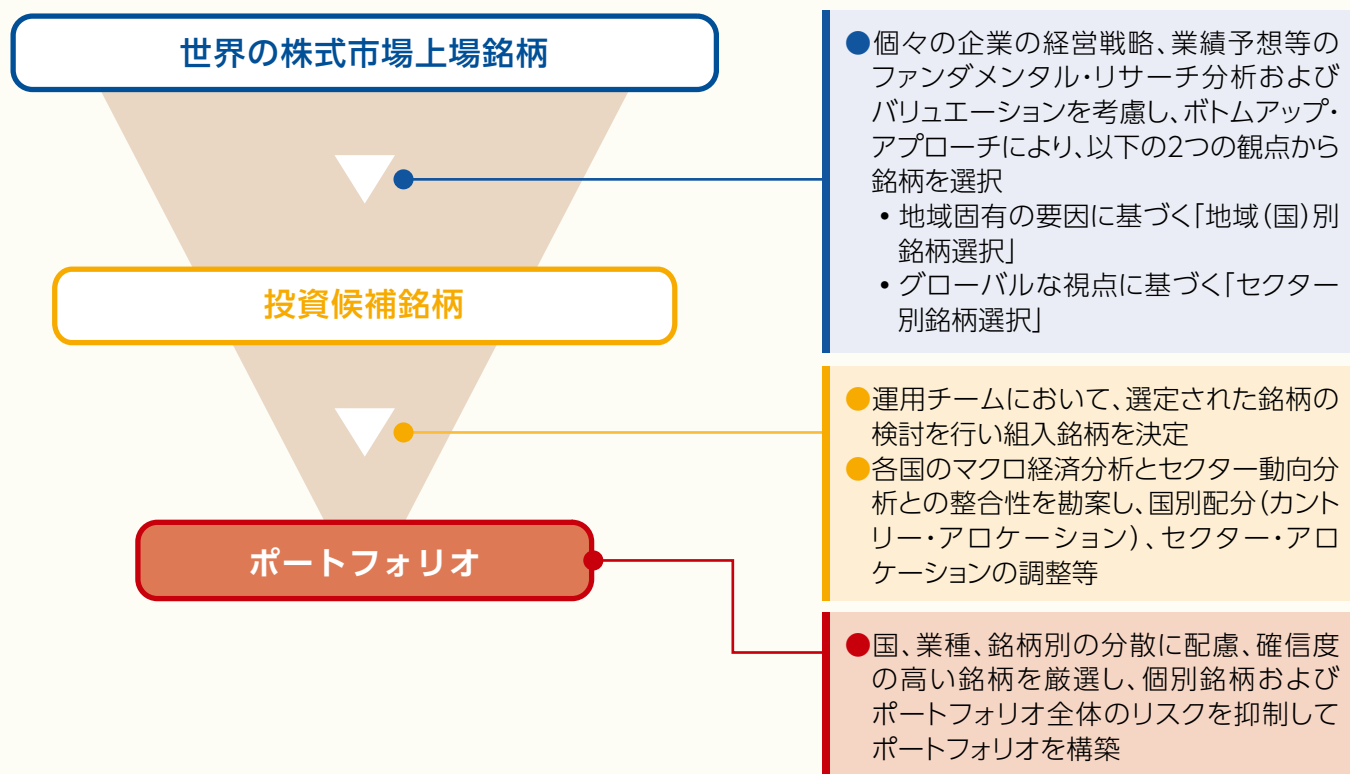 世界の株式市場上場銘柄
投資候補銘柄
ポートフォリオ
●個々の企業の経営戦略、業績予想等の
ファンダメンタル・リサーチ分析および
バリュエーションを考慮し、ボトムアップ・
アプローチにより、以下の2つの観点から
銘柄を選択
• 地域固有の要因に基づく「地域(国)別
銘柄選択」
• グローバルな視点に基づく「セクター
別銘柄選択」
●運用チームにおいて、選定された銘柄の
検討を行い組入銘柄を決定
●各国のマクロ経済分析とセクター動向分
析との整合性を勘案し、国別配分(カント
リー・アロケーション)、セクター・アロ
ケーションの調整等
●国、業種、銘柄別の分散に配慮、確信度
の高い銘柄を厳選し、個別銘柄および
ポートフォリオ全体のリスクを抑制して
ポートフォリオを構築